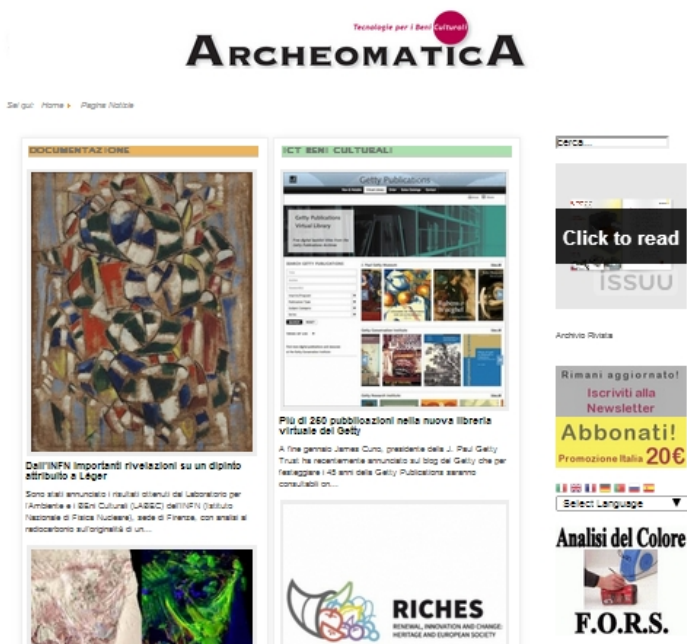 Tecnologie per i Beni Culturali
ARCHEOMATICA
Sei qui: Home Pagine Notizie
DOCUMENTAZIONE
ICT BENI CULTURALI
cerca...
Getty Publications
Getty Publications
Virtual Library
Click to read
issuu
Archivio Rivista
Rimani aggiornato!
Iscriviti alla
Newsletter
Abbonati!
Promozione Italia 20€
Select Language
Analisi del Colore
F.O.R.S.
Dall'INFN importanti rivelazioni su un dipinto
attribuito a Léger
Sono stati annunciato i risultati ottenuti dal Laboratorio per
l'Ambiente e i BEni Culturali (LABEC) dell'INFN (Istituto
Nazionale di Fisica Nucleare), sede di Firenze, con analisi al
radiocarbonio sull'originalità di un...
Più di 250 pubblicazioni nella nuova libreria
virtuale del Getty
A fine gennaio James Cuno, presidente della J. Paul Getty
Trust ha recentemente annunciato sul blog del Getty che per
festeggiare i 45 anni della Getty Publications saranno
consultabili on...
RICHES
RENEWAL, INNOVATION AND CHANGE:
HERITAGE AND EUROPEAN SOCIETY